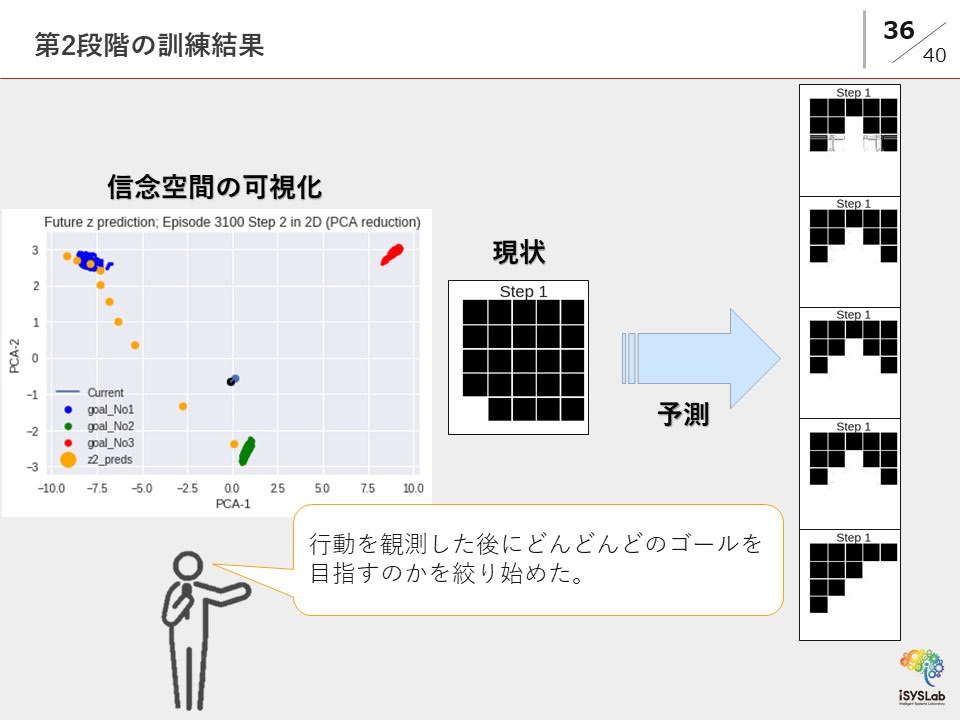 第2段階の訓練結果
36
40
信念空間の可視化
Future z prediction; Episode 3100 Step 2 in 2D (PCA reduction)
PCA-2
3
2
1
0
−1
−2
−3
Current
goal_No1
goal_No2
goal_No3
z2_preds
−10.0 −7.5 −5.0 −2.5 0.0 2.5 5.0 7.5 10.0
PCA-1
現状
Step 1
予測
Step 1
Step 1
Step 1
Step 1
Step 1
行動を観測した後にどんどんどのゴールを
目指すのかを絞り始めた。
iSYSLab
Intelligent Systems Laboratory